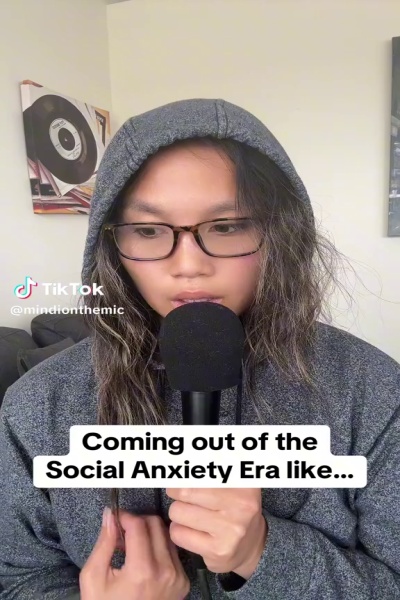 TikTok
@mindionthemic
Coming out of the
Social Anxiety Era like...